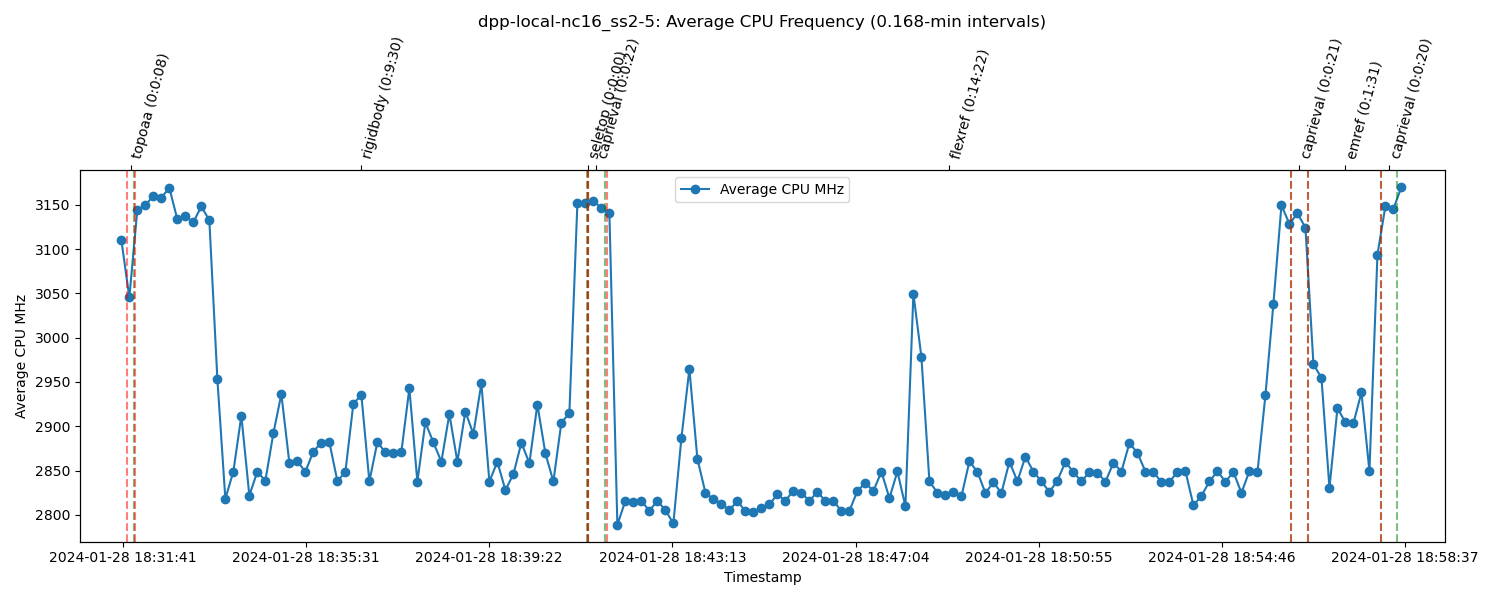 dpp-local-nc16_ss2-5: Average CPU Frequency (0.168-min intervals)
topoaa (0:0:08)
rigidbody (0:9:30)
seletop (0:0:00)
caprieval (0:0:22)
flexref (0:14:22)
caprieval (0:0:21)
emref (0:1:31)
caprieval (0:0:20)
Average CPU MHz
3150
3100
3050
3000
2950
2900
2850
2800
Average CPU MHz
2024-01-28 18:31:41
2024-01-28 18:35:31
2024-01-28 18:39:22
2024-01-28 18:43:13
2024-01-28 18:47:04
2024-01-28 18:50:55
2024-01-28 18:54:46
2024-01-28 18:58:37
Timestamp